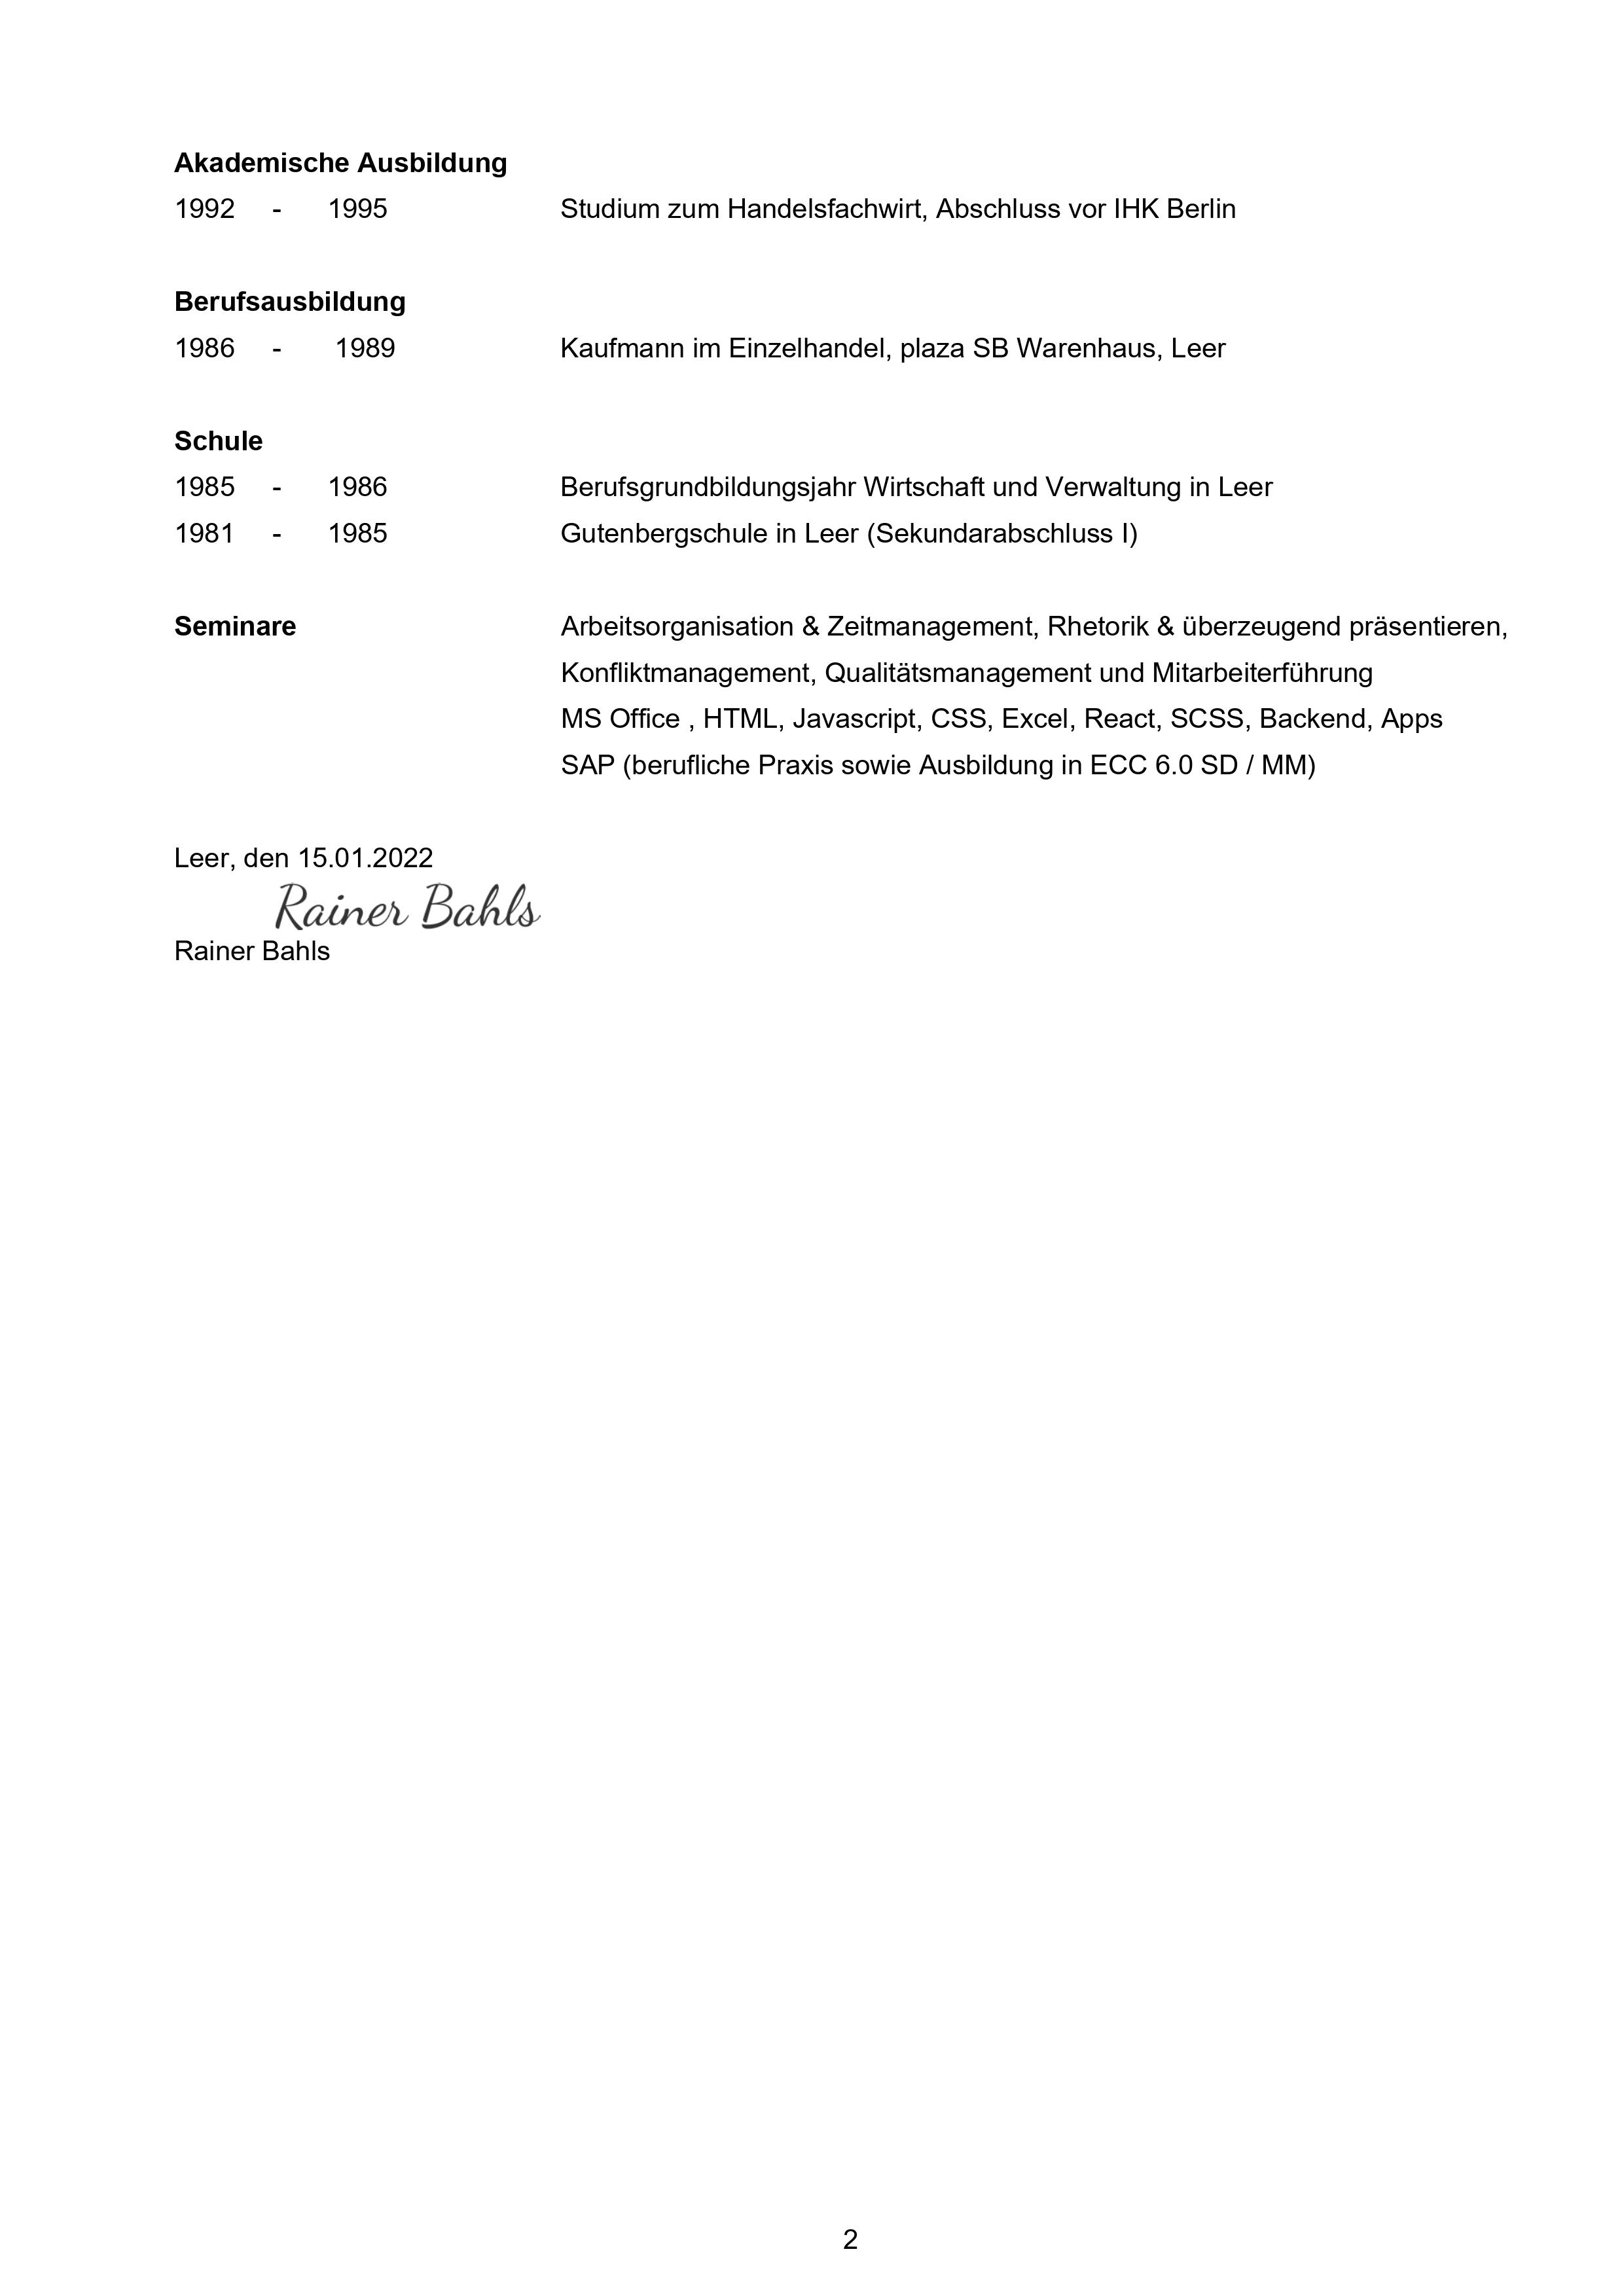 Akademische Ausbildung
1992 - 1995 Studium zum Handelsfachwirt, Abschluss vor IHK Berlin
Berufsausbildung
1986 - 1989 Kaufmann im Einzelhandel, plaza SB Warenhaus, Leer
Schule
1985 - 1986 Berufsgrundbildungsjahr Wirtschaft und Verwaltung in Leer
1981 - 1985 Gutenbergschule in Leer (Sekundarabschluss I)
Seminare Arbeitsorganisation & Zeitmanagement, Rhetorik & überzeugend präsentieren,
Konfliktmanagement, Qualitätsmanagement und Mitarbeiterführung
MS Office , HTML, Javascript, CSS, Excel, React, SCSS, Backend, Apps
SAP (berufliche Praxis sowie Ausbildung in ECC 6.0 SD / MM)
Leer, den 15.01.2022
Rainer Bahls
Rainer Bahls
2